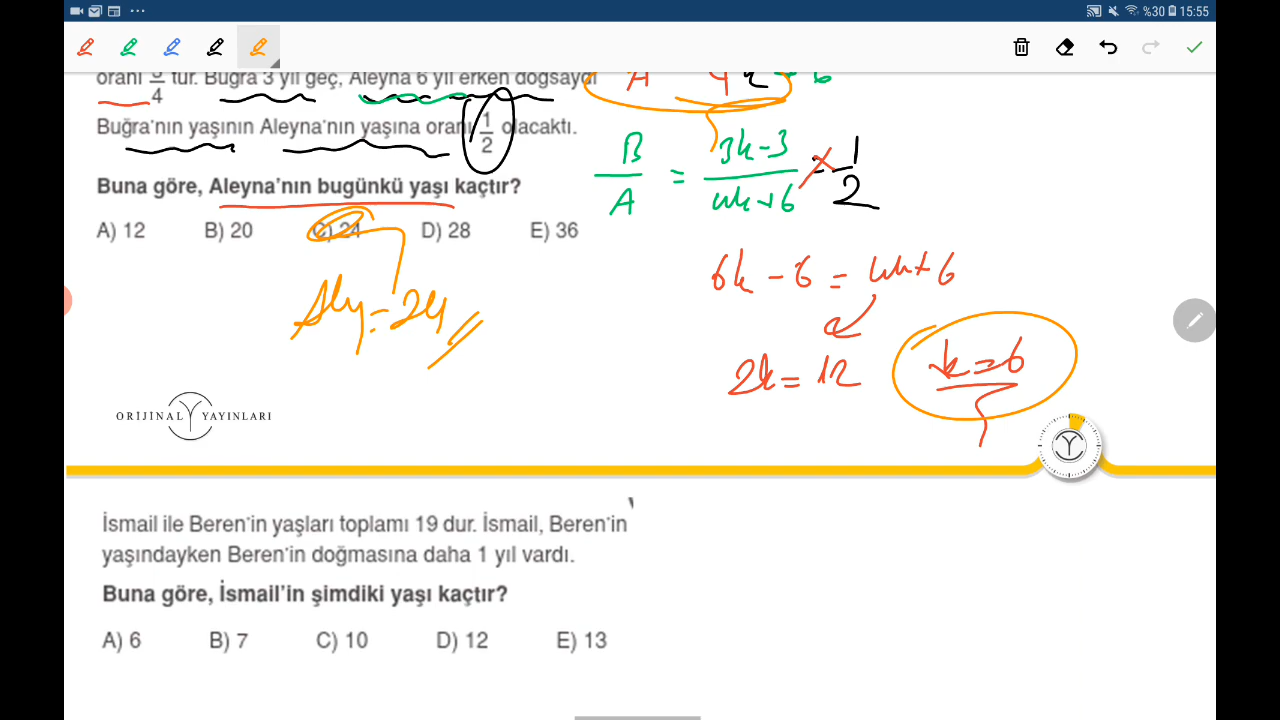 %30 15:55
oranı 3/4 tür. Buğra 3 yıl geç, Aleyna 6 yıl erken doğsaydı
Buğra'nın yaşının Aleyna'nın yaşına oranı 1/2 olacaktı.
Buna göre, Aleyna'nın bugünkü yaşı kaçtır?
A) 12 B) 20 C) 24 D) 28 E) 36
B/A = 3k-3/4k+6 = 1/2
6k - 6 = 4k+6
Aly = 24
2k = 12
k = 6
ORİJİNAL YAYINLARI
İsmail ile Beren'in yaşları toplamı 19 dur. İsmail, Beren'in
yaşındayken Beren'in doğmasına daha 1 yıl vardı.
Buna göre, İsmail'in şimdiki yaşı kaçtır?
A) 6 B) 7 C) 10 D) 12 E) 13